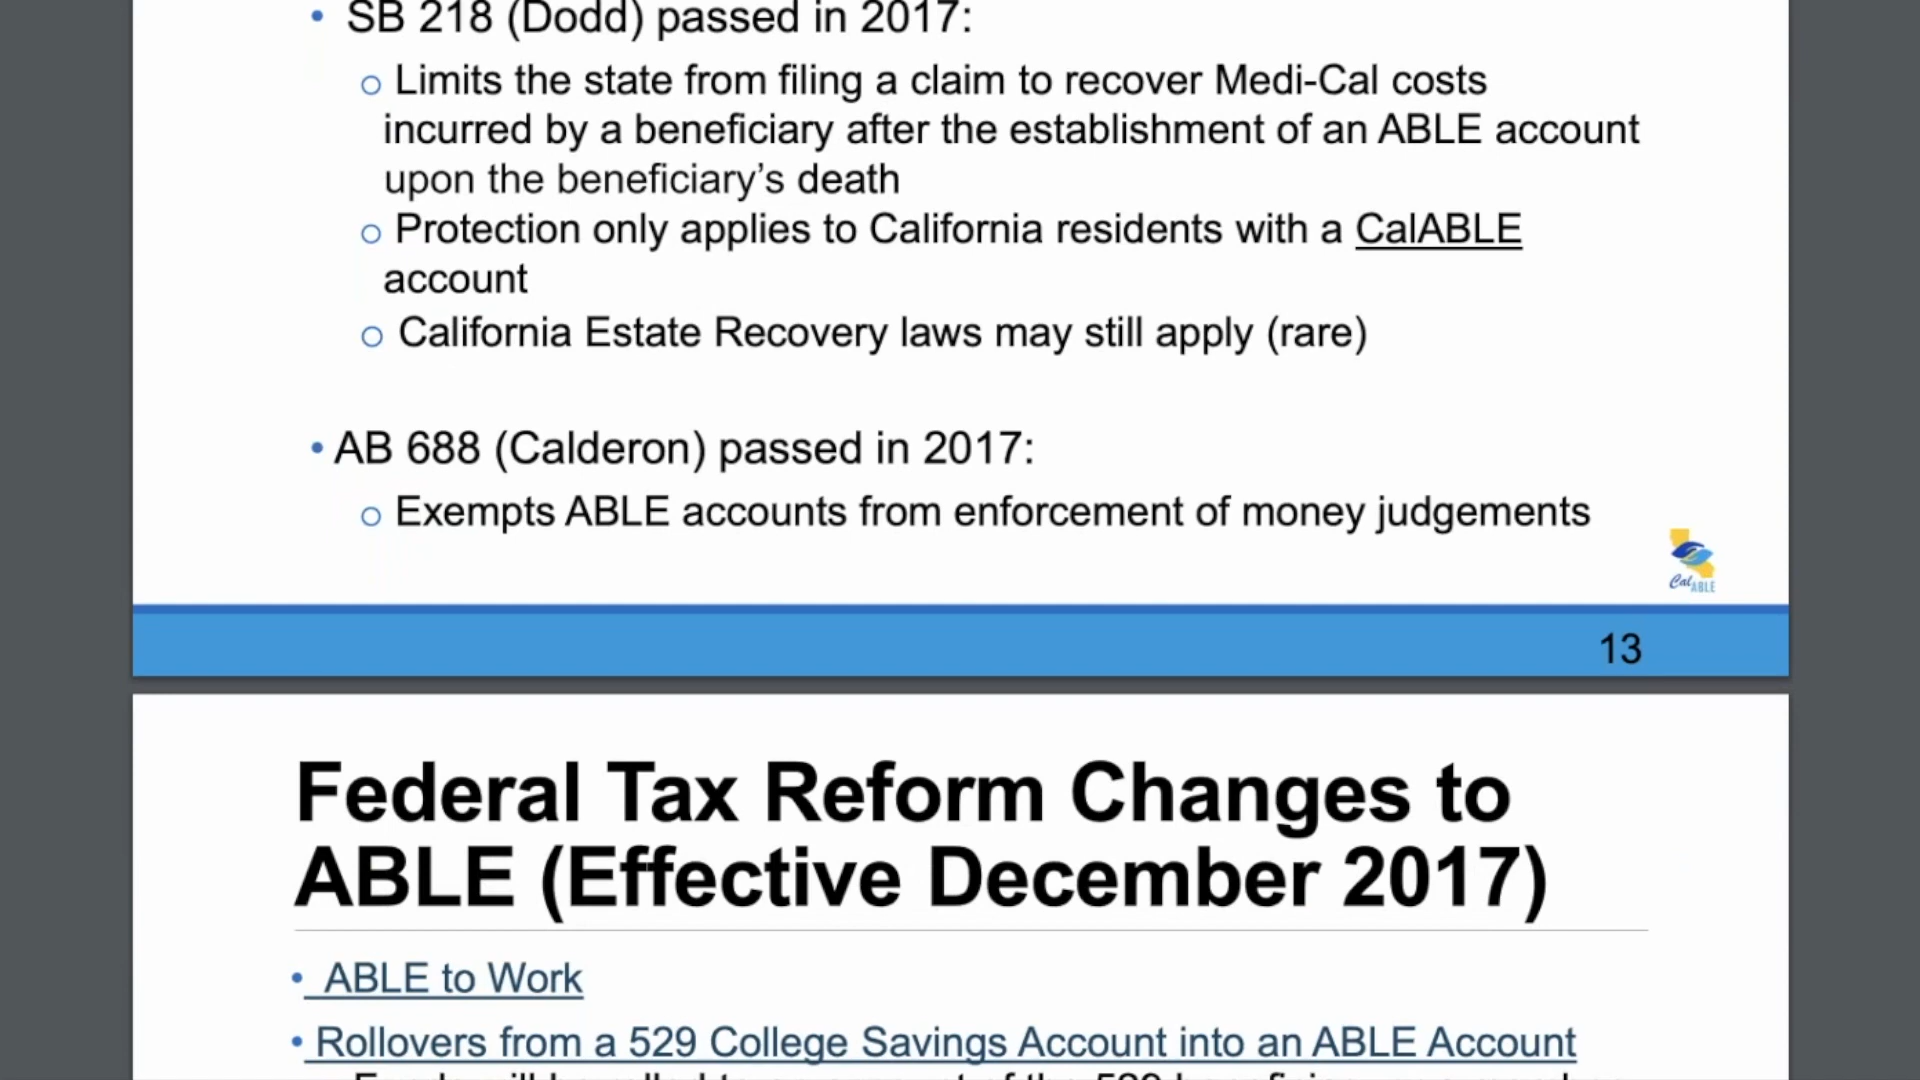 • SB 218 (Dodd) passed in 2017:
o Limits the state from filing a claim to recover Medi-Cal costs
incurred by a beneficiary after the establishment of an ABLE account
upon the beneficiary’s death
o Protection only applies to California residents with a CalABLE
account
o California Estate Recovery laws may still apply (rare)
• AB 688 (Calderon) passed in 2017:
o Exempts ABLE accounts from enforcement of money judgements
Cal ABLE
13
Federal Tax Reform Changes to
ABLE (Effective December 2017)
• ABLE to Work
• Rollovers from a 529 College Savings Account into an ABLE Account